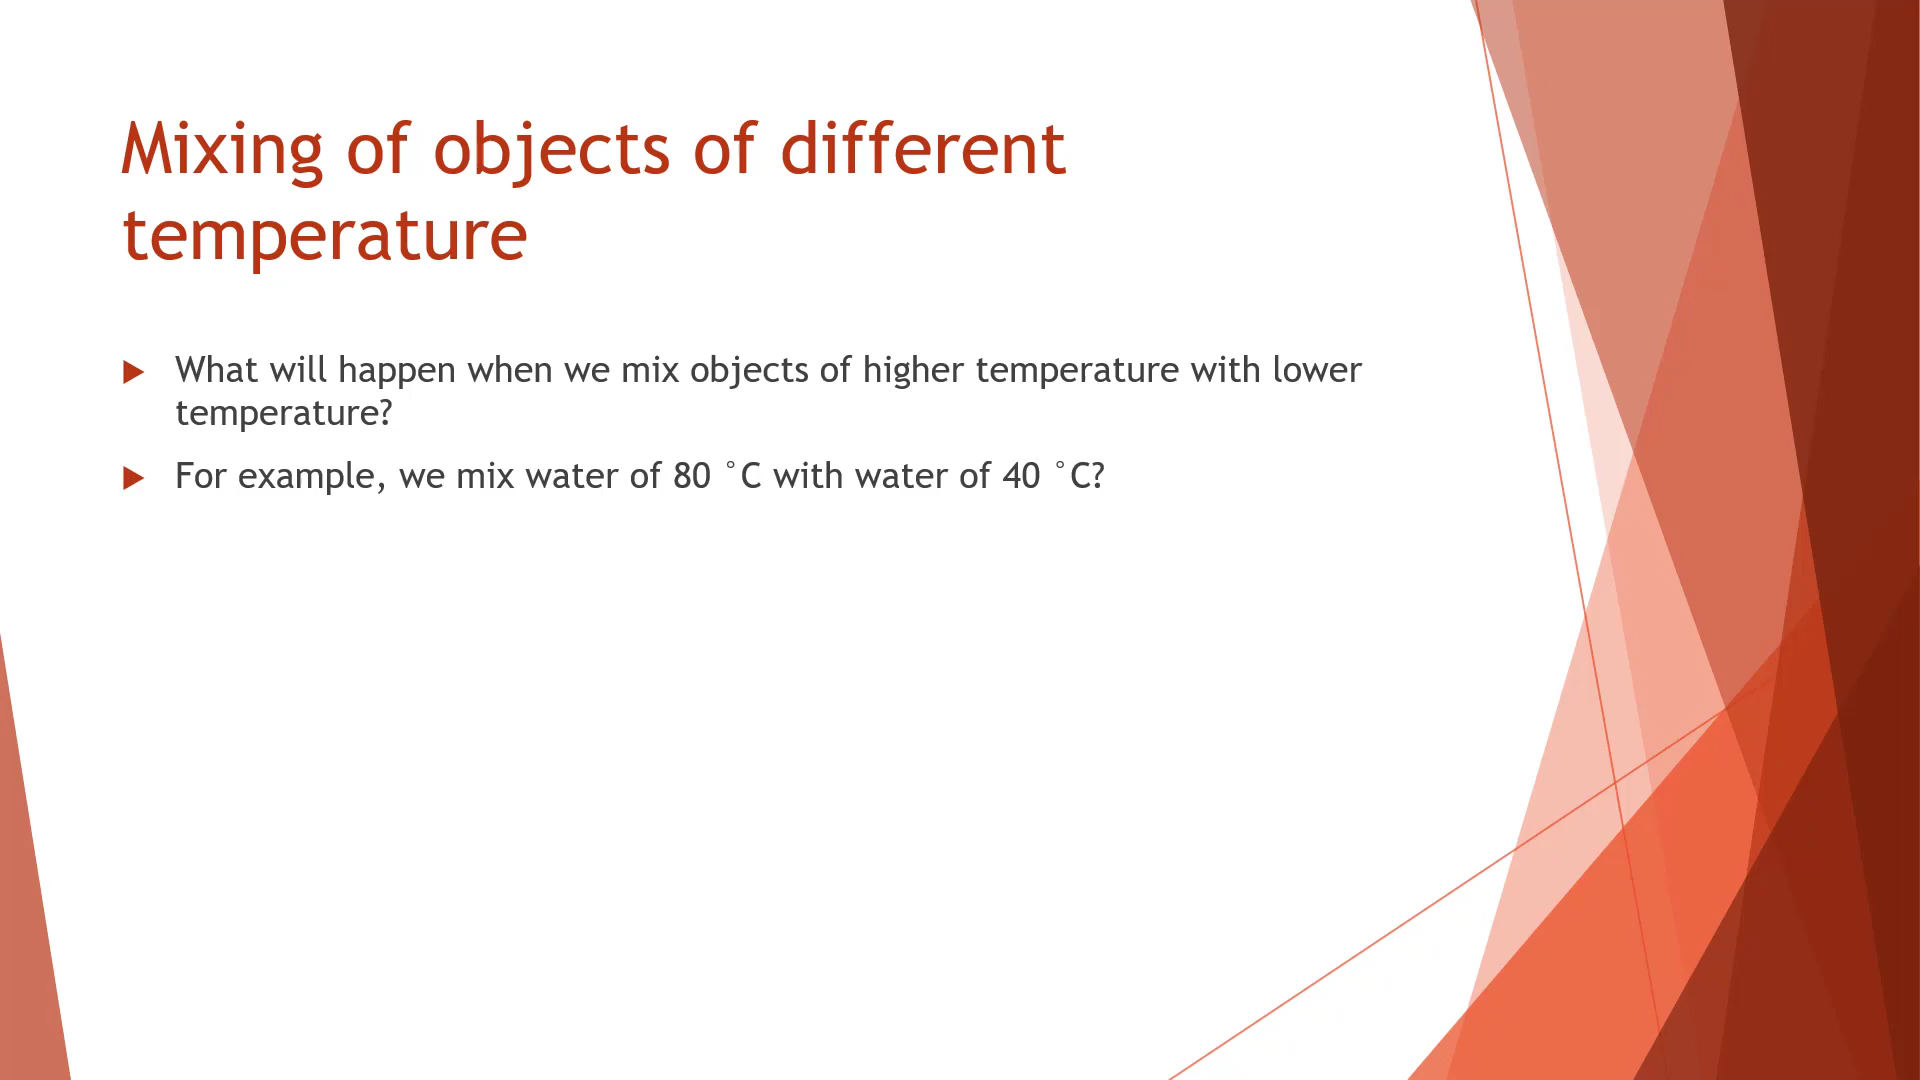 Mixing of objects of different
temperature
What will happen when we mix objects of higher temperature with lower
temperature?
For example, we mix water of 80 °C with water of 40 °C?